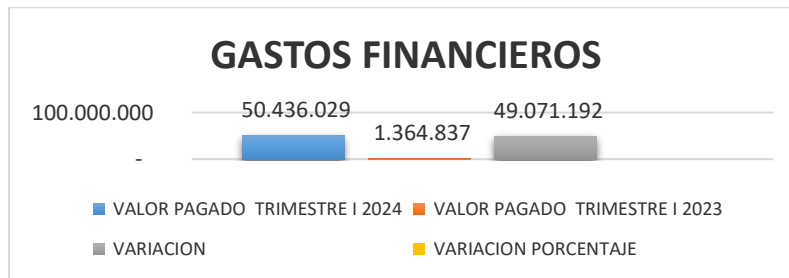 GASTOS FINANCIEROS
100.000.000
50.436.029
1.364.837
49.071.192
-
VALOR PAGADO TRIMESTRE I 2024
VALOR PAGADO TRIMESTRE I 2023
VARIACION
VARIACION PORCENTAJE